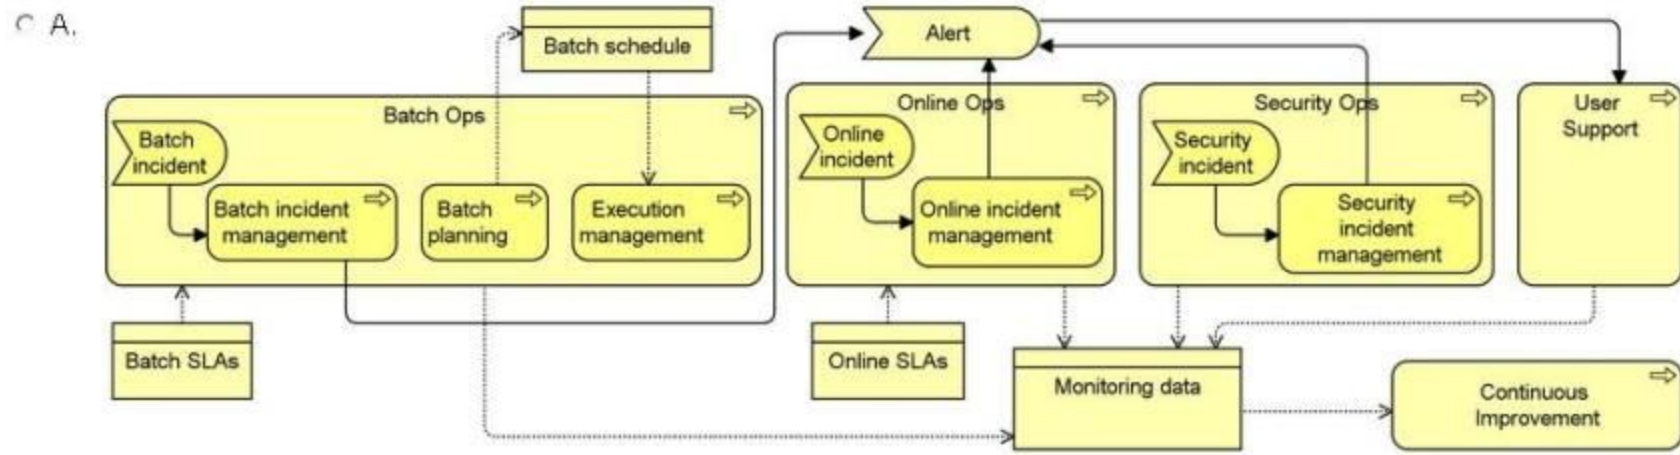 A.
Batch schedule
Alert
Batch Ops
Batch
incident
Batch incident
management
Batch
planning
Execution
management
Online Ops
Online
incident
Online incident
management
Security Ops
Security
incident
Security
incident
management
User
Support
Batch SLAs
Online SLAs
Monitoring data
Continuous
Improvement